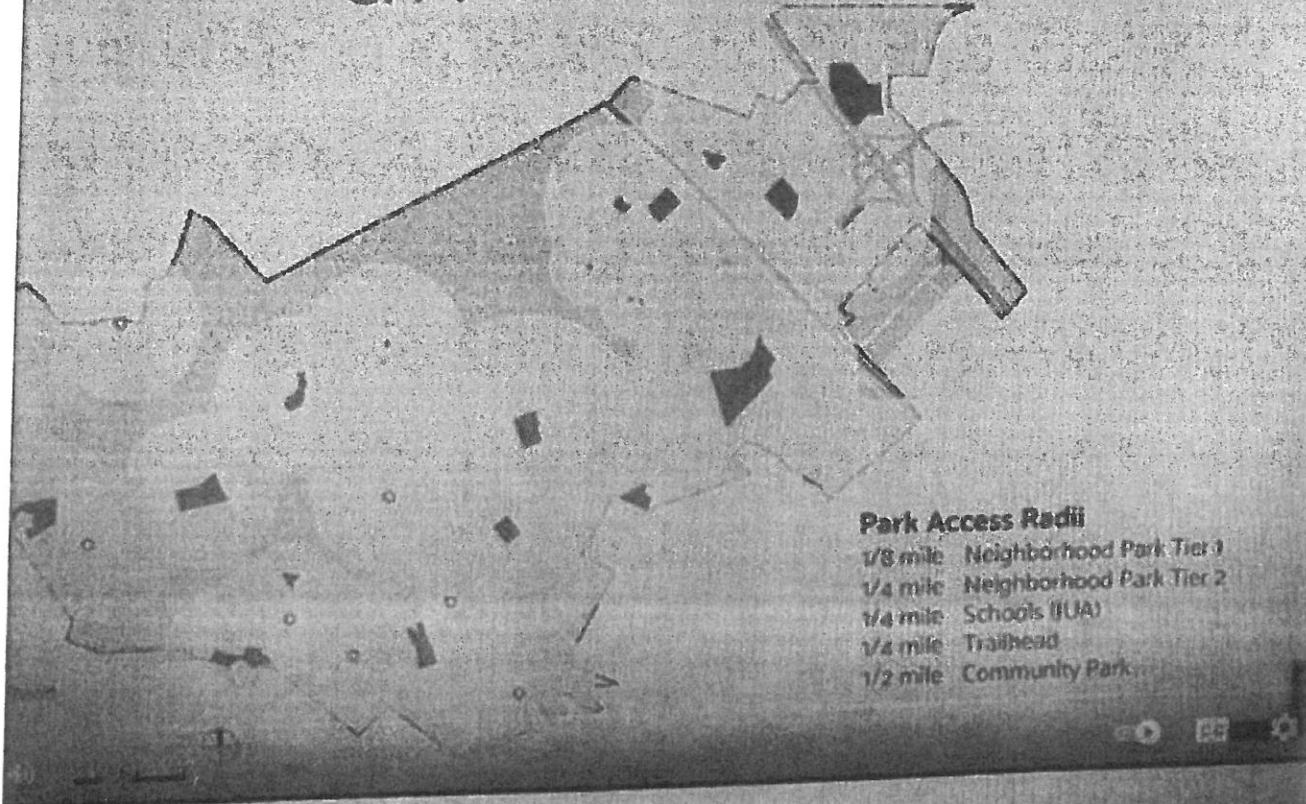 Park Access Radii
1/8 mile Neighborhood Park Tier 1
1/4 mile Neighborhood Park Tier 2
1/4 mile Schools (JUA)
1/4 mile Trailhead
1/2 mile Community Park